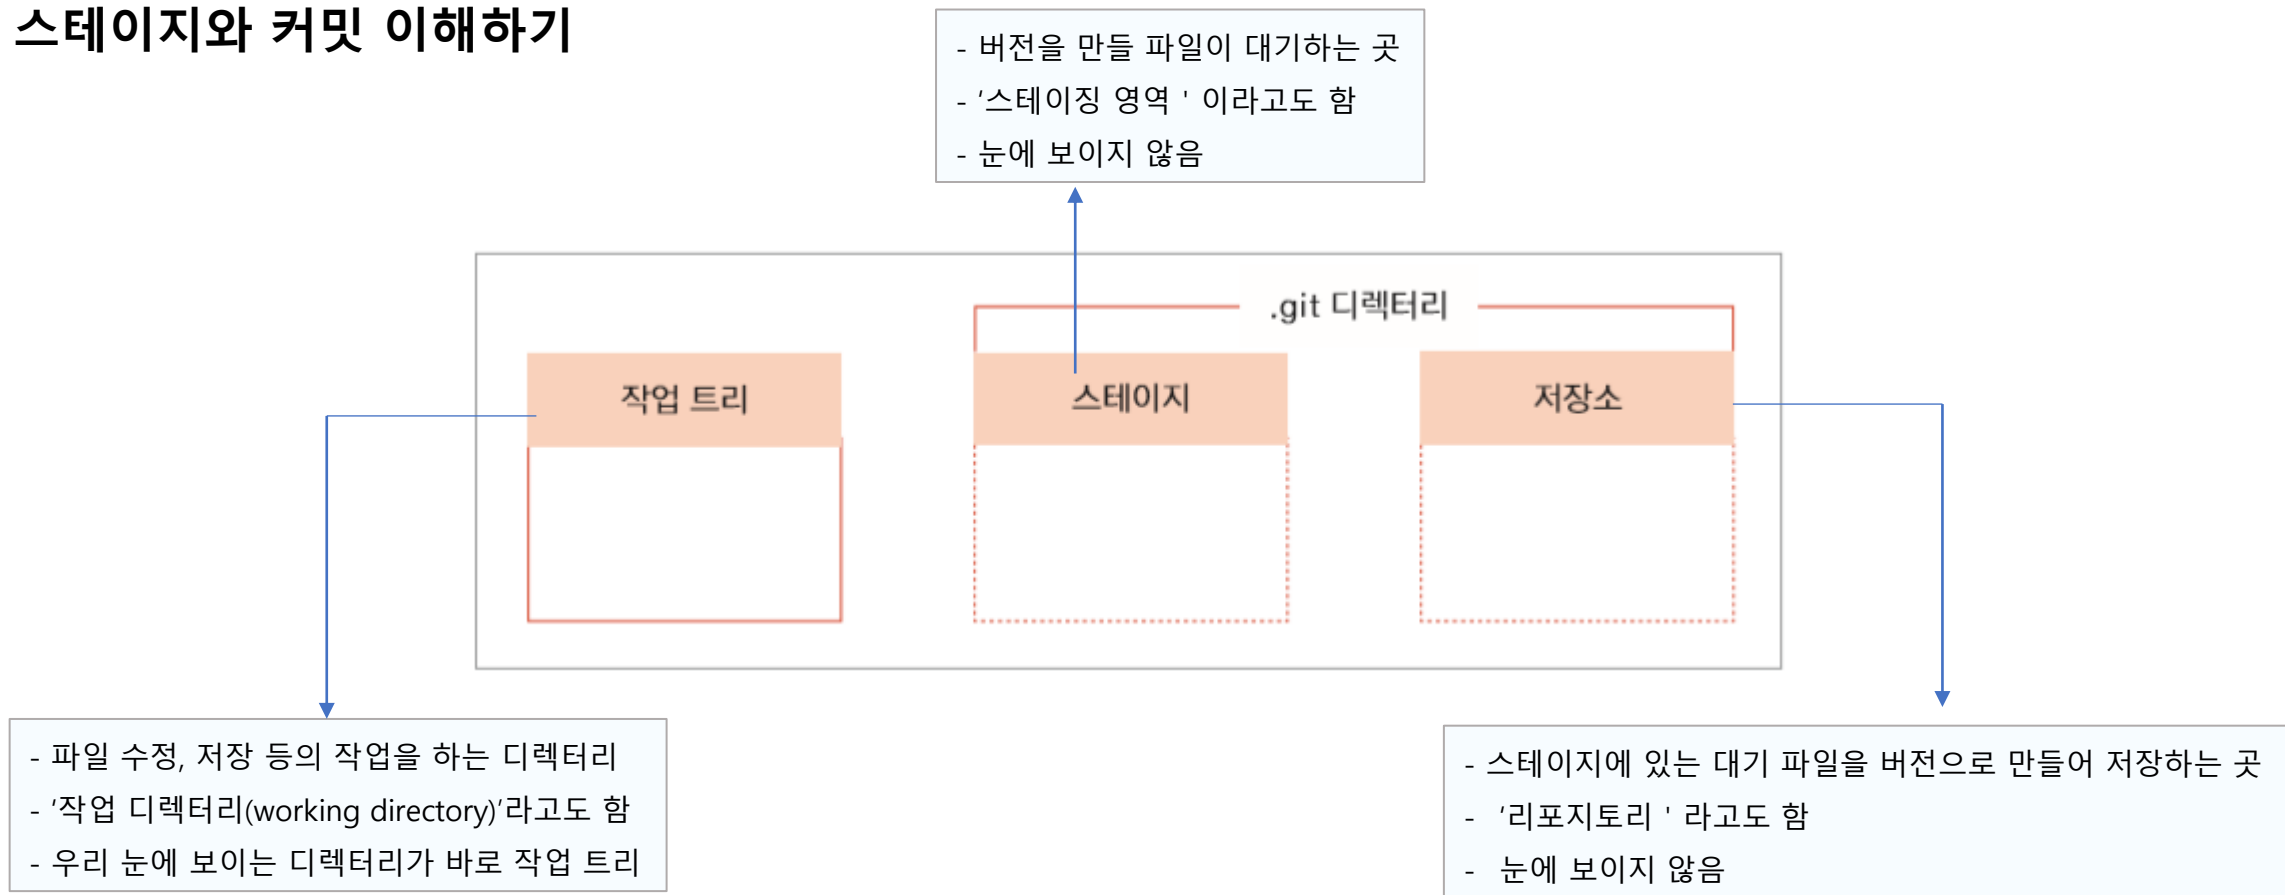 스테이지와 커밋 이해하기
- 버전을 만들 파일이 대기하는 곳
- ‘스테이징 영역 ' 이라고도 함
- 눈에 보이지 않음
.git 디렉터리
작업 트리
스테이지
저장소
- 파일 수정, 저장 등의 작업을 하는 디렉터리
- ‘작업 디렉터리(working directory)’라고도 함
- 우리 눈에 보이는 디렉터리가 바로 작업 트리
- 스테이지에 있는 대기 파일을 버전으로 만들어 저장하는 곳
- ‘리포지토리 ' 라고도 함
- 눈에 보이지 않음